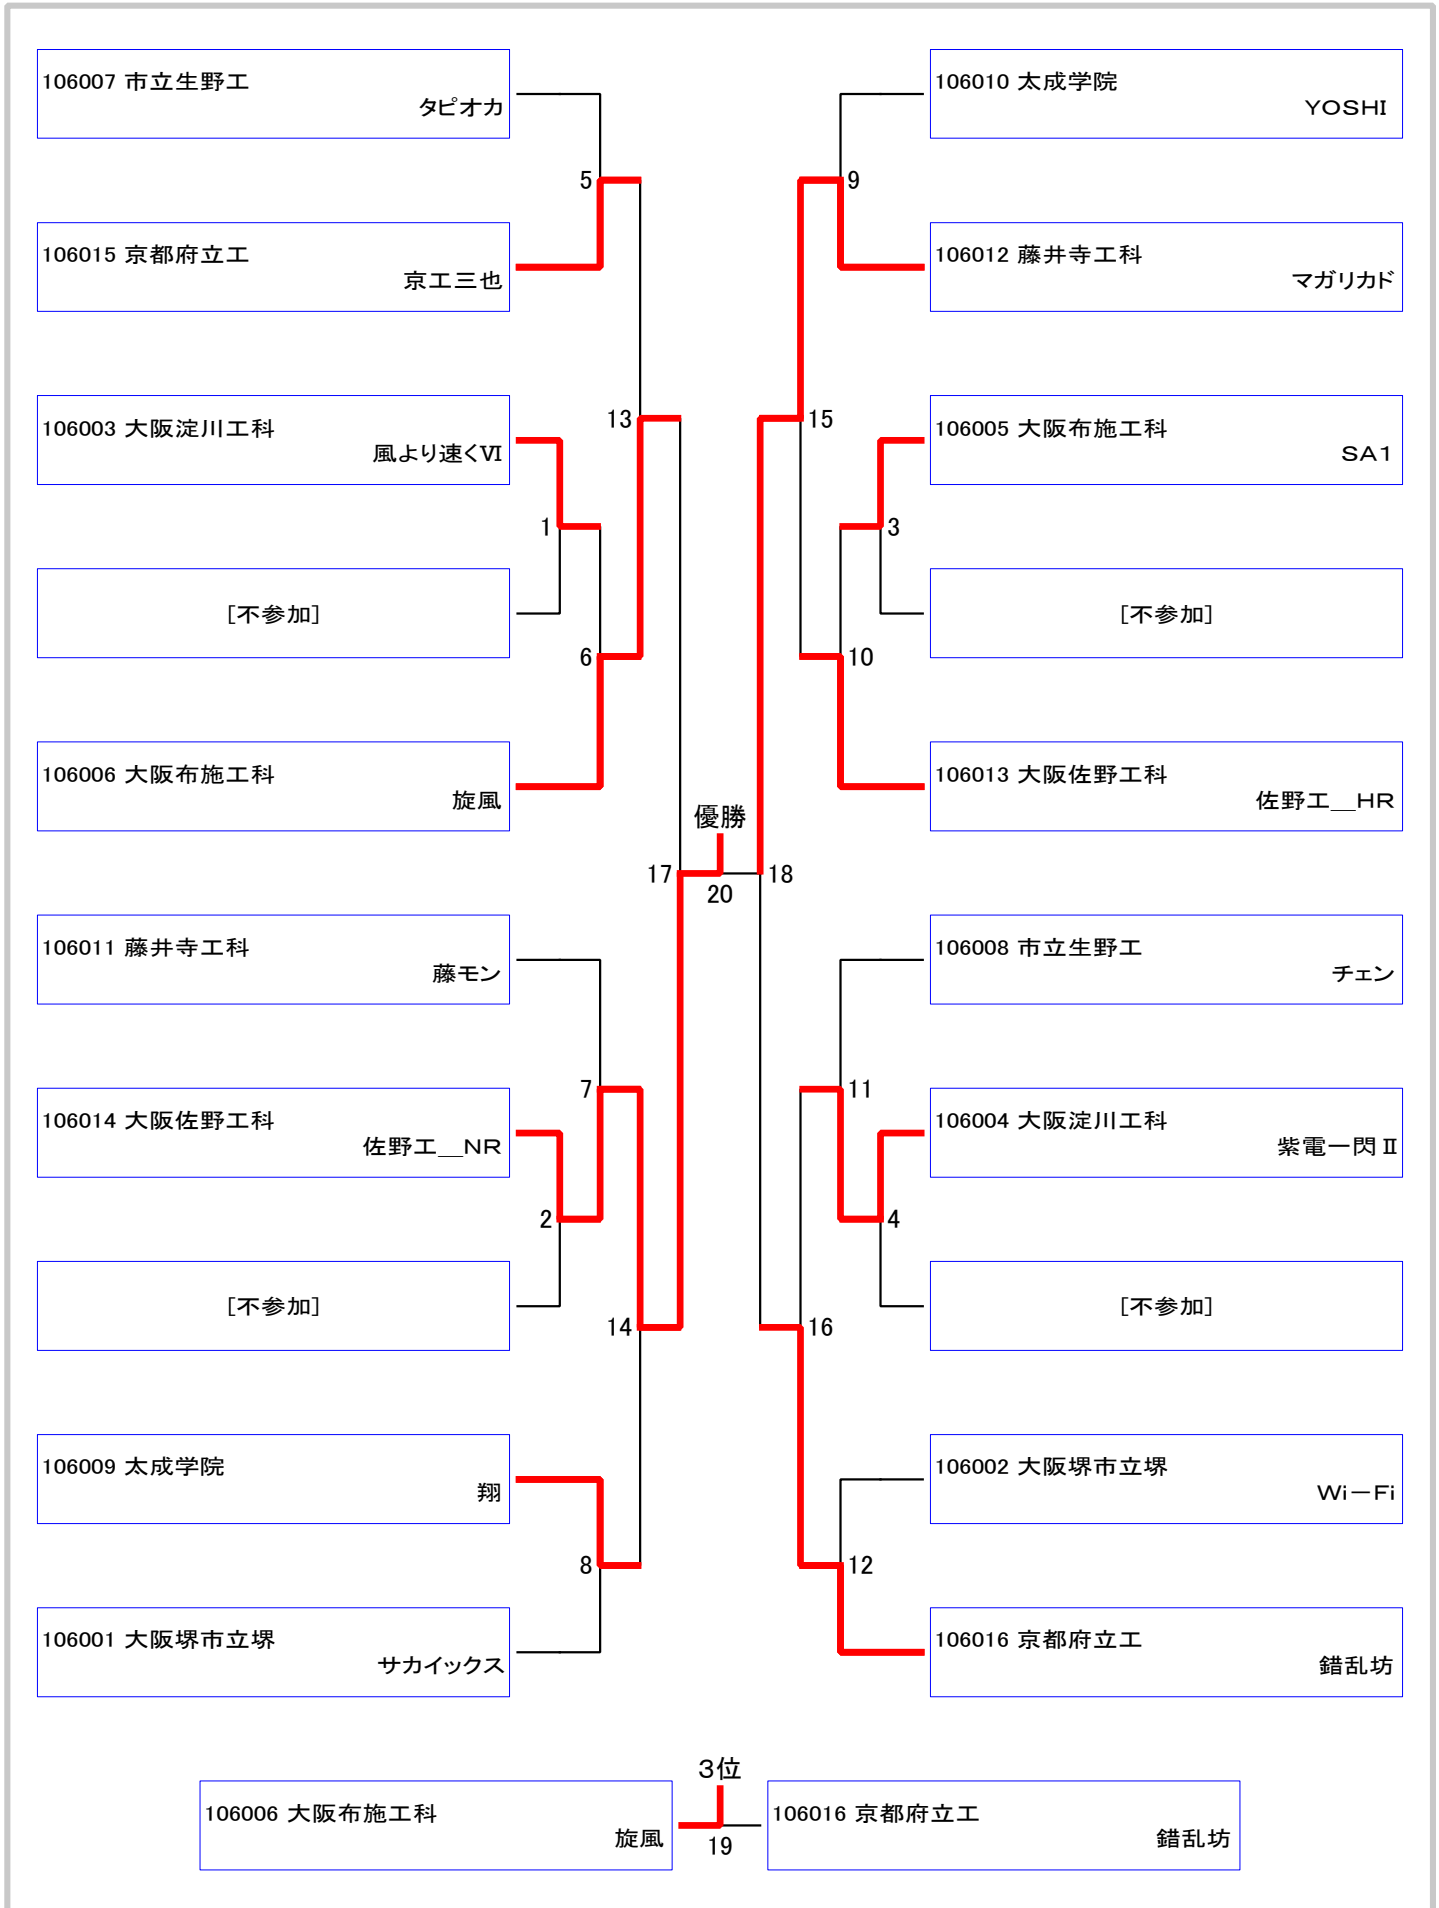 106007 市立生野工
タピオカ
5
106015 京都府立工
京工三也
13
106003 大阪淀川工科
風より速くⅥ
1
[不参加]
6
106006 大阪布施工科
旋風
17
106011 藤井寺工科
藤モン
7
106014 大阪佐野工科
佐野工__NR
2
[不参加]
14
106009 太成学院
翔
8
106001 大阪堺市立堺
サカイックス
優勝
20
106010 太成学院
YOSHI
9
106012 藤井寺工科
マガリカド
15
106005 大阪布施工科
SA1
3
[不参加]
10
106013 大阪佐野工科
佐野工__HR
18
106008 市立生野工
チェン
11
106004 大阪淀川工科
紫電一閃Ⅱ
4
[不参加]
16
106002 大阪堺市立堺
Wi－Fi
12
106016 京都府立工
錯乱坊
3位
106006 大阪布施工科
旋風
19
106016 京都府立工
錯乱坊